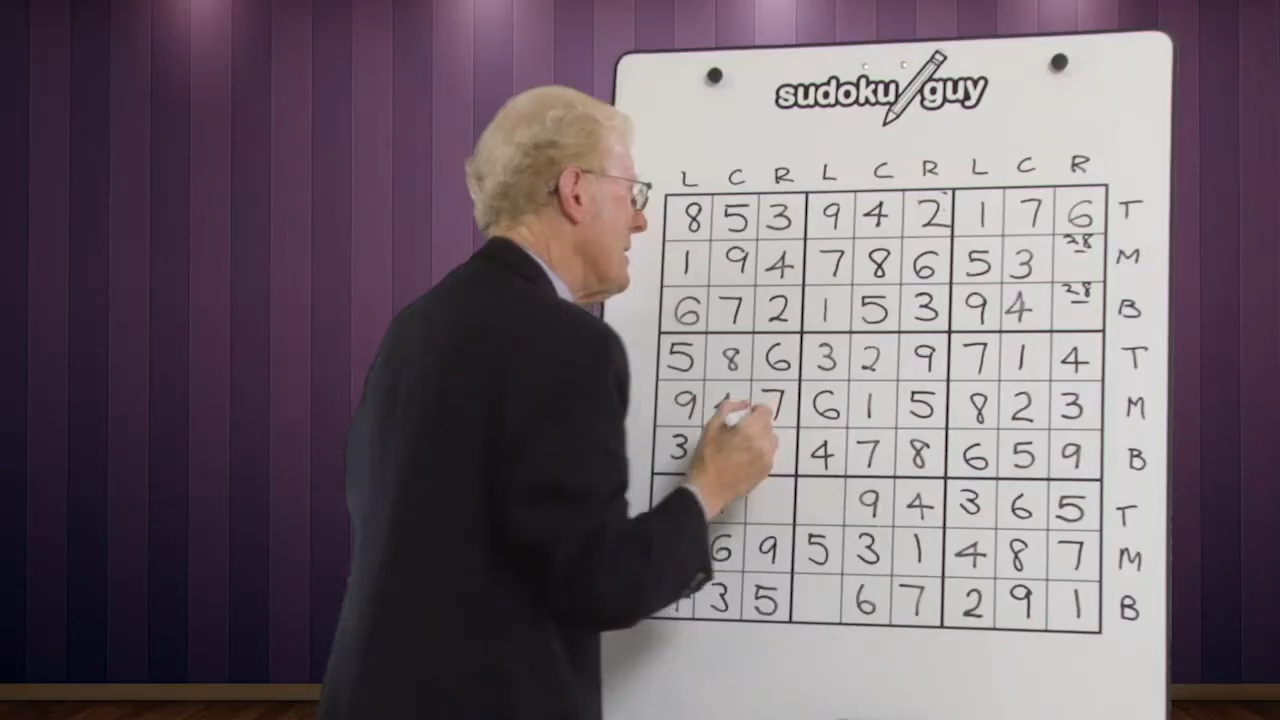 sudoku guy
L C R L C R L C R
8 5 3 9 4 2 1 7 6 T
28
1 9 4 7 8 6 5 3 M
28
6 7 2 1 5 3 9 4 B
5 8 6 3 2 9 7 1 4 T
9 7 6 1 5 8 2 3 M
3 4 7 8 6 5 9 B
9 4 3 6 5 T
6 9 5 3 1 4 8 7 M
3 5 6 7 2 9 1 B